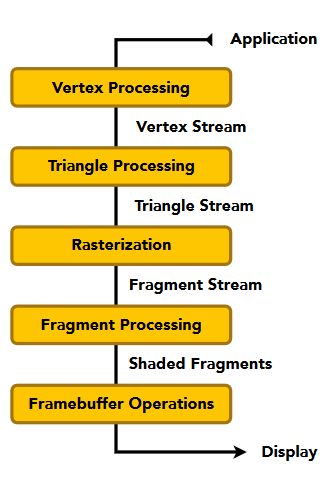 Application
Vertex Processing
Vertex Stream
Triangle Processing
Triangle Stream
Rasterization
Fragment Stream
Fragment Processing
Shaded Fragments
Framebuffer Operations
Display